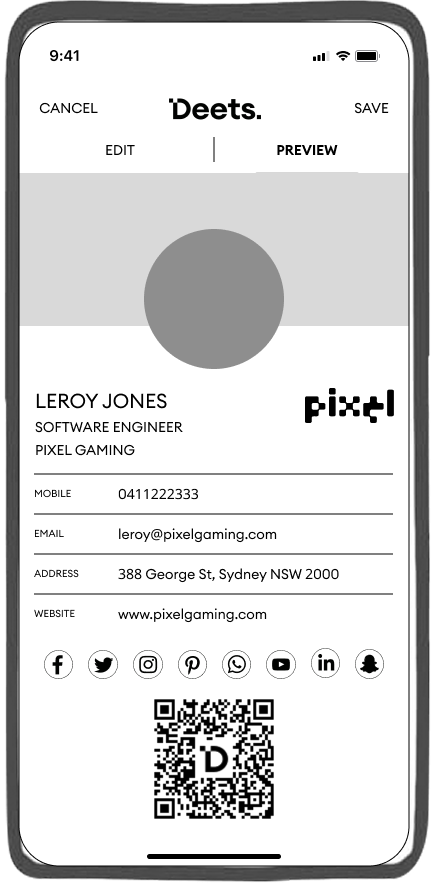 9:41
CANCEL Deets. SAVE
EDIT PREVIEW
LEROY JONES
pixel
SOFTWARE ENGINEER
PIXEL GAMING
MOBILE 0411222333
EMAIL leroy@pixelgaming.com
ADDRESS 388 George St, Sydney NSW 2000
WEBSITE www.pixelgaming.com
D